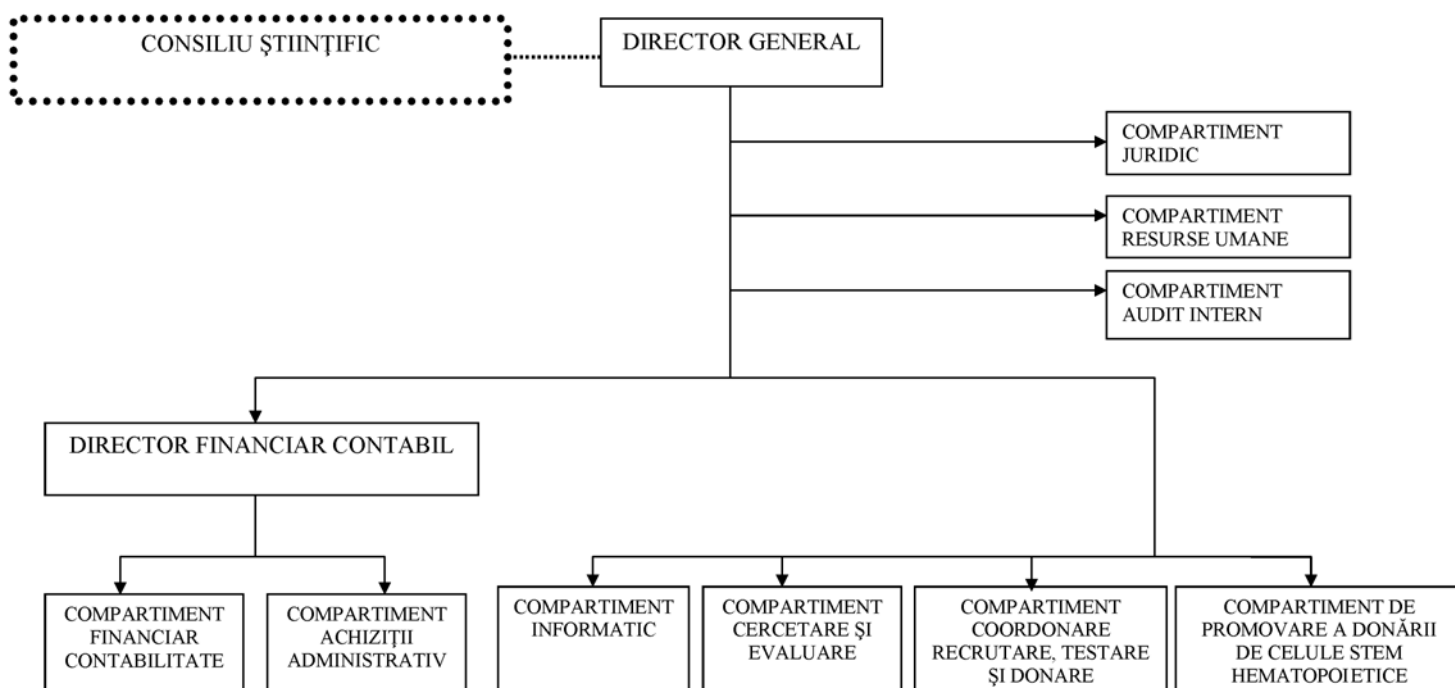 CONSILIU ŞTIINŢIFIC
DIRECTOR GENERAL
COMPARTIMENT
JURIDIC
COMPARTIMENT
RESURSE UMANE
COMPARTIMENT
AUDIT INTERN
DIRECTOR FINANCIAR CONTABIL
COMPARTIMENT
FINANCIAR
CONTABILITATE
COMPARTIMENT
ACHIZIŢII
ADMINISTRATIV
COMPARTIMENT
INFORMATIC
COMPARTIMENT
CERCETARE ŞI
EVALUARE
COMPARTIMENT
COORDONARE
RECRUTARE, TESTARE
ŞI DONARE
COMPARTIMENT DE
PROMOVARE A DONĂRII
DE CELULE STEM
HEMATOPOIETICE